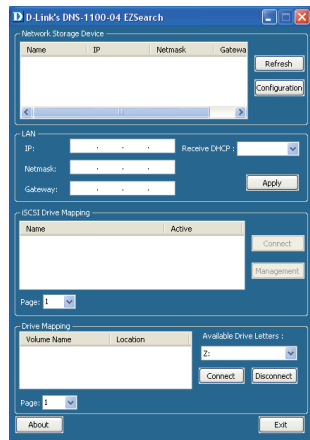 D D-Link's DNS-1100-04 EZSearch
Network Storage Device
Name IP Netmask Gatewa
Refresh
Configuration
LAN
IP: . . . Receive DHCP :
Netmask: . . .
Gateway: . . .
Apply
iSCSI Drive Mapping
Name Active
Connect
Management
Page: 1
Drive Mapping
Volume Name Location
Available Drive Letters :
Z:
Connect Disconnect
Page: 1
About Exit